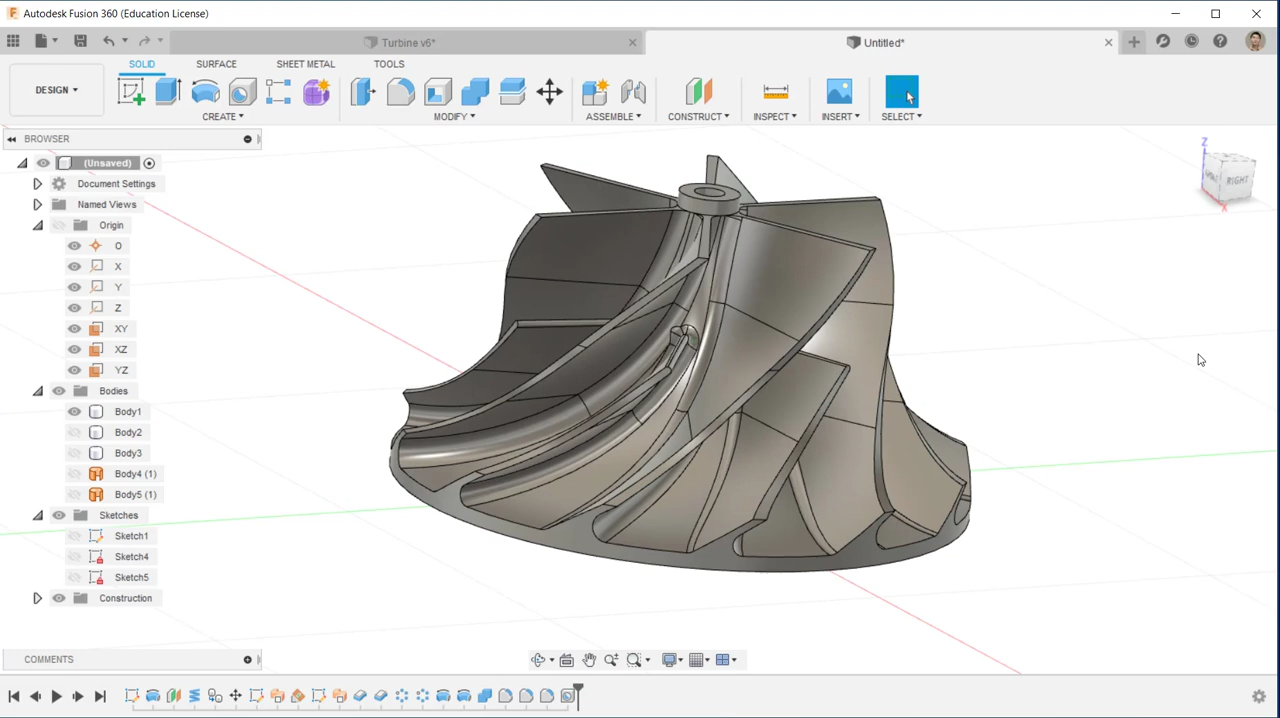 Autodesk Fusion 360 (Education License)
Turbine v6*
Untitled*
SOLID
SURFACE
SHEET METAL
TOOLS
DESIGN
CREATE
MODIFY
ASSEMBLE
CONSTRUCT
INSPECT
INSERT
SELECT
BROWSER
(Unsaved)
Document Settings
Named Views
Origin
O
X
Y
Z
XY
XZ
YZ
Bodies
Body1
Body2
Body3
Body4 (1)
Body5 (1)
Sketches
Sketch1
Sketch4
Sketch5
Construction
Z
RIGHT
X
COMMENTS